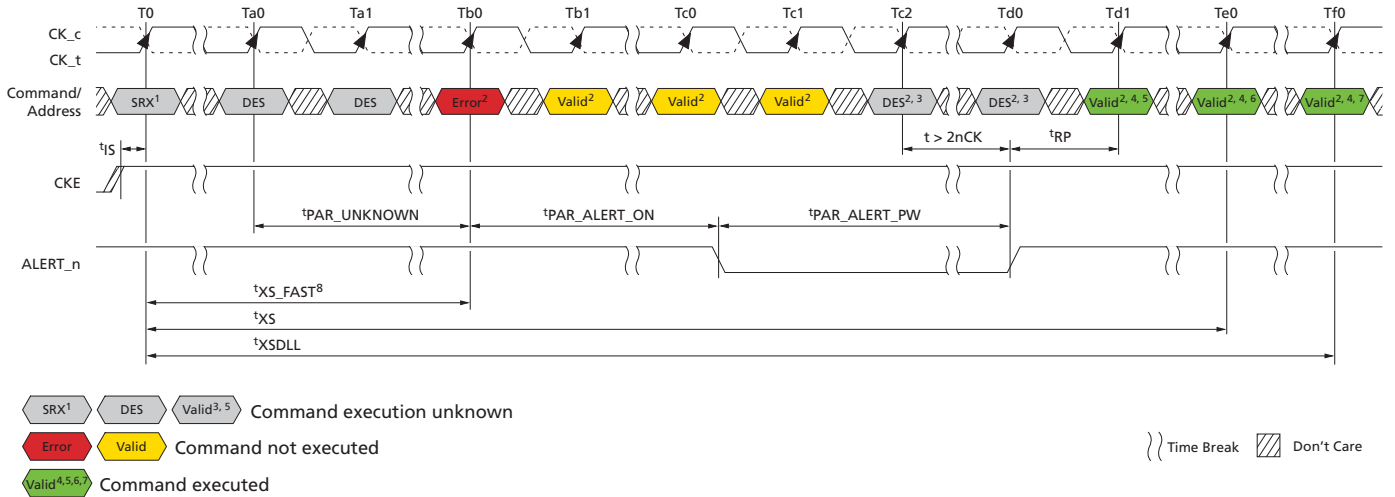 T0 Ta0 Ta1 Tb0 Tb1 Tc0 Tc1 Tc2 Td0 Td1 Te0 Tf0
CK_c
CK_t
Command/
Address
SRX¹ DES DES Error² Valid² Valid² Valid² DES²,³ DES²,³ Valid²,⁴,⁵ Valid²,⁴,⁶ Valid²,⁴,⁷
tIS
t > 2nCK
tRP
CKE
tPAR_UNKNOWN
tPAR_ALERT_ON
tPAR_ALERT_PW
ALERT_n
tXS_FAST⁸
tXS
tXSDLL
SRX¹ DES Valid³,⁵ Command execution unknown
Error Valid Command not executed
Valid⁴,⁵,⁶,⁷ Command executed
Time Break
Don't Care